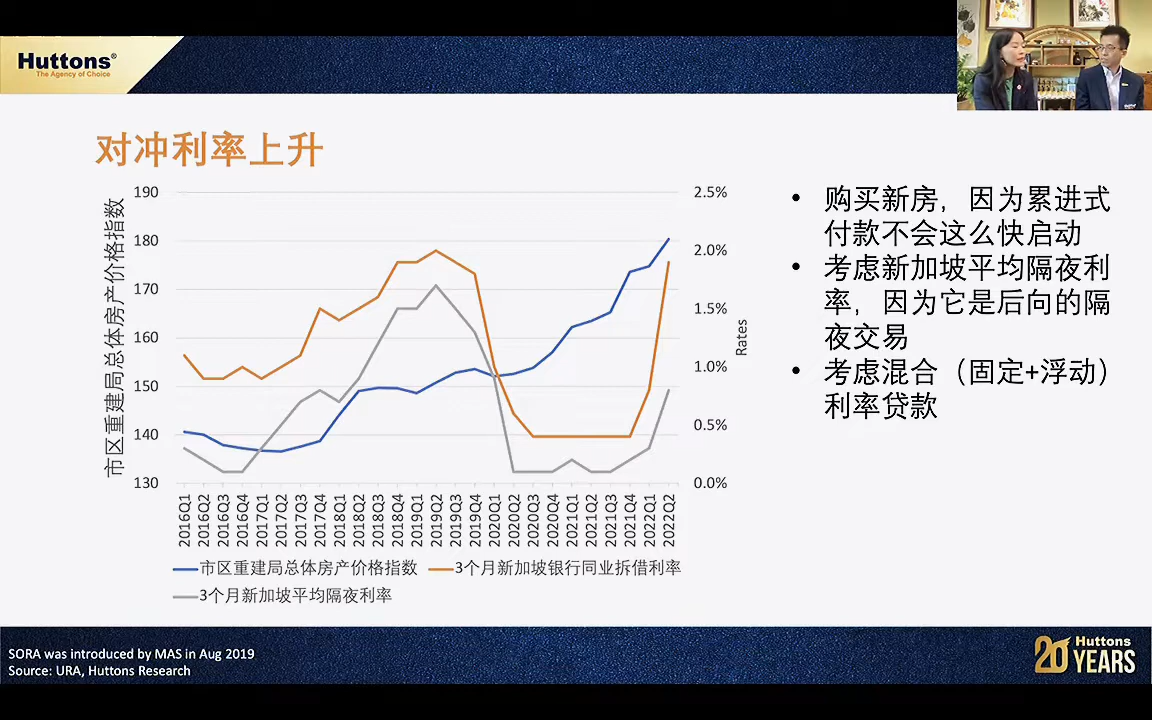 Huttons®
The Agency of Choice
对冲利率上升
市区重建局总体房产价格指数
190
180
170
160
150
140
130
2.5%
2.0%
1.5%
1.0%
0.5%
0.0%
Rates
2016Q1
2016Q2
2016Q3
2016Q4
2017Q1
2017Q2
2017Q3
2017Q4
2018Q1
2018Q2
2018Q3
2018Q4
2019Q1
2019Q2
2019Q3
2019Q4
2020Q1
2020Q2
2020Q3
2020Q4
2021Q1
2021Q2
2021Q3
2021Q4
2022Q1
2022Q2
市区重建局总体房产价格指数
3个月新加坡银行同业拆借利率
3个月新加坡平均隔夜利率
• 购买新房，因为累进式
付款不会这么快启动
• 考虑新加坡平均隔夜利
率，因为它是后向的隔
夜交易
• 考虑混合（固定+浮动）
利率贷款
SORA was introduced by MAS in Aug 2019
Source: URA, Huttons Research
20
Huttons
YEARS